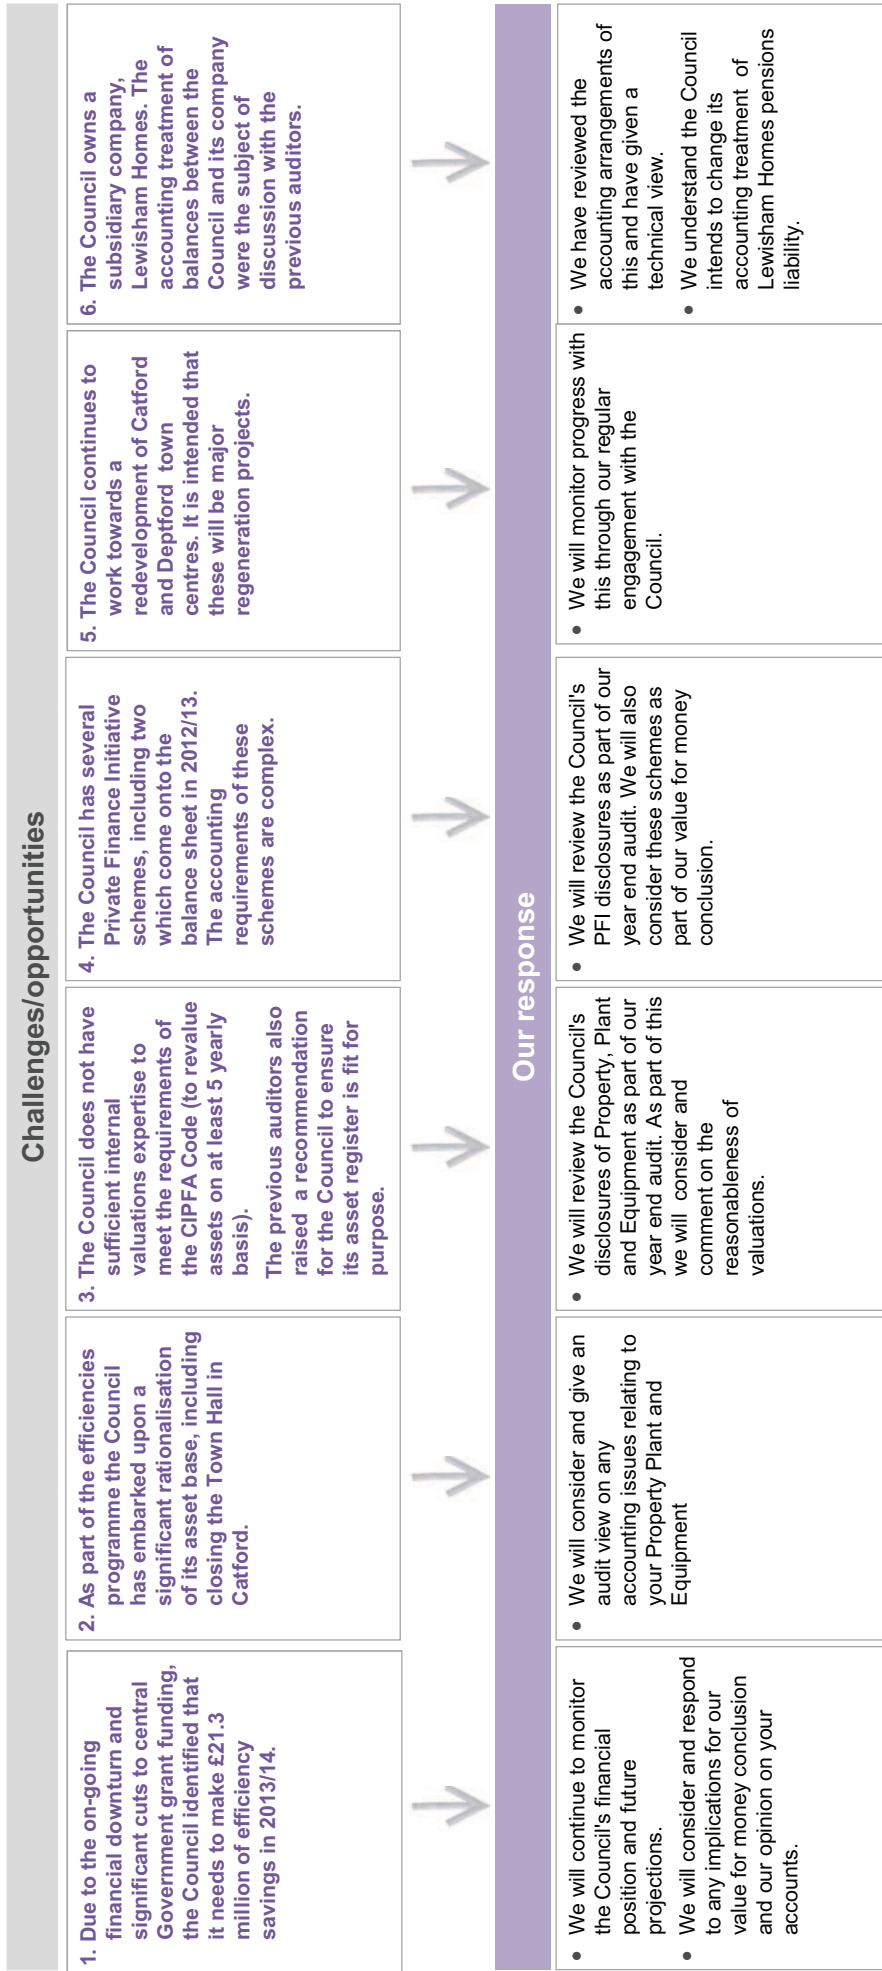 Challenges/opportunities
1. Due to the on-going
financial downturn and
significant cuts to central
Government grant funding,
the Council identified that
it needs to make £21.3
million of efficiency
savings in 2013/14.
2. As part of the efficiencies
programme the Council
has embarked upon a
significant rationalisation
of its asset base, including
closing the Town Hall in
Catford.
3. The Council does not have
sufficient internal
valuations expertise to
meet the requirements of
the CIPFA Code (to revalue
assets on at least 5 yearly
basis).
The previous auditors also
raised a recommendation
for the Council to ensure
its asset register is fit for
purpose.
4. The Council has several
Private Finance Initiative
schemes, including two
which come onto the
balance sheet in 2012/13.
The accounting
requirements of these
schemes are complex.
5. The Council continues to
work towards a
redevelopment of Catford
and Deptford town
centres. It is intended that
these will be major
regeneration projects.
6. The Council owns a
subsidiary company,
Lewisham Homes. The
accounting treatment of
balances between the
Council and its company
were the subject of
discussion with the
previous auditors.
Our response
• We will continue to monitor
the Council's financial
position and future
projections.
• We will consider and respond
to any implications for our
value for money conclusion
and our opinion on your
accounts.
• We will consider and give an
audit view on any
accounting issues relating to
your Property Plant and
Equipment
• We will review the Council's
disclosures of Property, Plant
and Equipment as part of our
year end audit. As part of this
we will consider and
comment on the
reasonableness of
valuations.
• We will review the Council's
PFI disclosures as part of our
year end audit. We will also
consider these schemes as
part of our value for money
conclusion.
• We will monitor progress with
this through our regular
engagement with the
Council.
• We have reviewed the
accounting arrangements of
this and have given a
technical view.
• We understand the Council
intends to change its
accounting treatment of
Lewisham Homes pensions
liability.